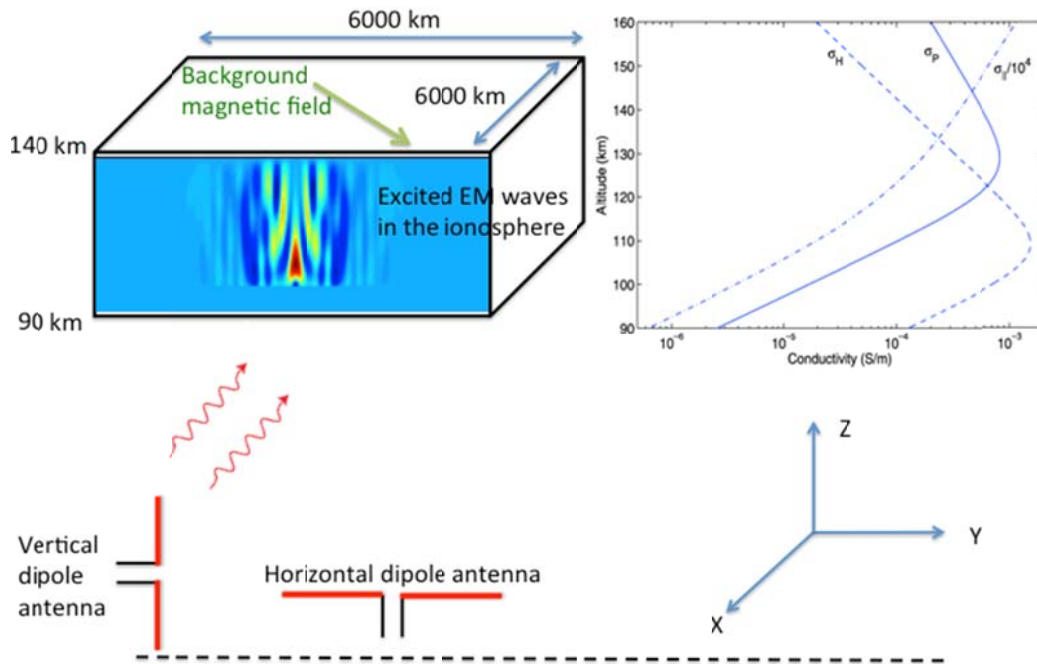 6000 km
Background
magnetic field
6000 km
140 km
Excited EM waves
in the ionosphere
90 km
160
150
140
130
120
110
100
90
Altitude (km)
σH
σP
σ||/10⁴
10⁻⁶
10⁻⁵
10⁻⁴
10⁻³
Conductivity (S/m)
Vertical
dipole
antenna
Horizontal dipole antenna
Z
Y
X